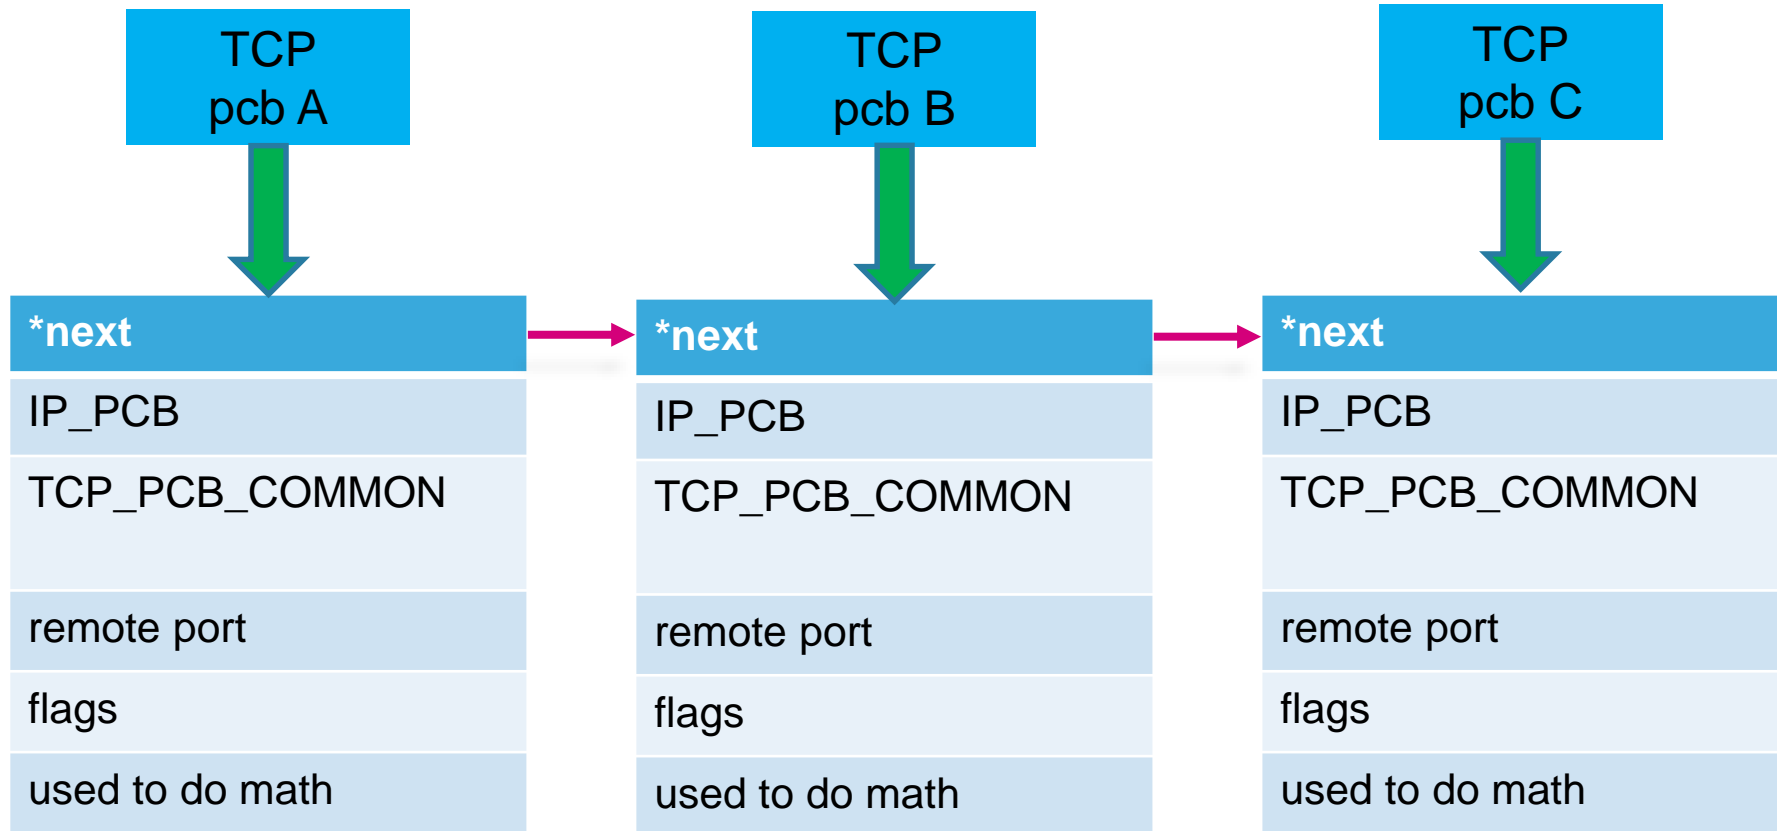 TCP
pcb A
TCP
pcb B
TCP
pcb C
*next
IP_PCB
TCP_PCB_COMMON
remote port
flags
used to do math
*next
IP_PCB
TCP_PCB_COMMON
remote port
flags
used to do math
*next
IP_PCB
TCP_PCB_COMMON
remote port
flags
used to do math